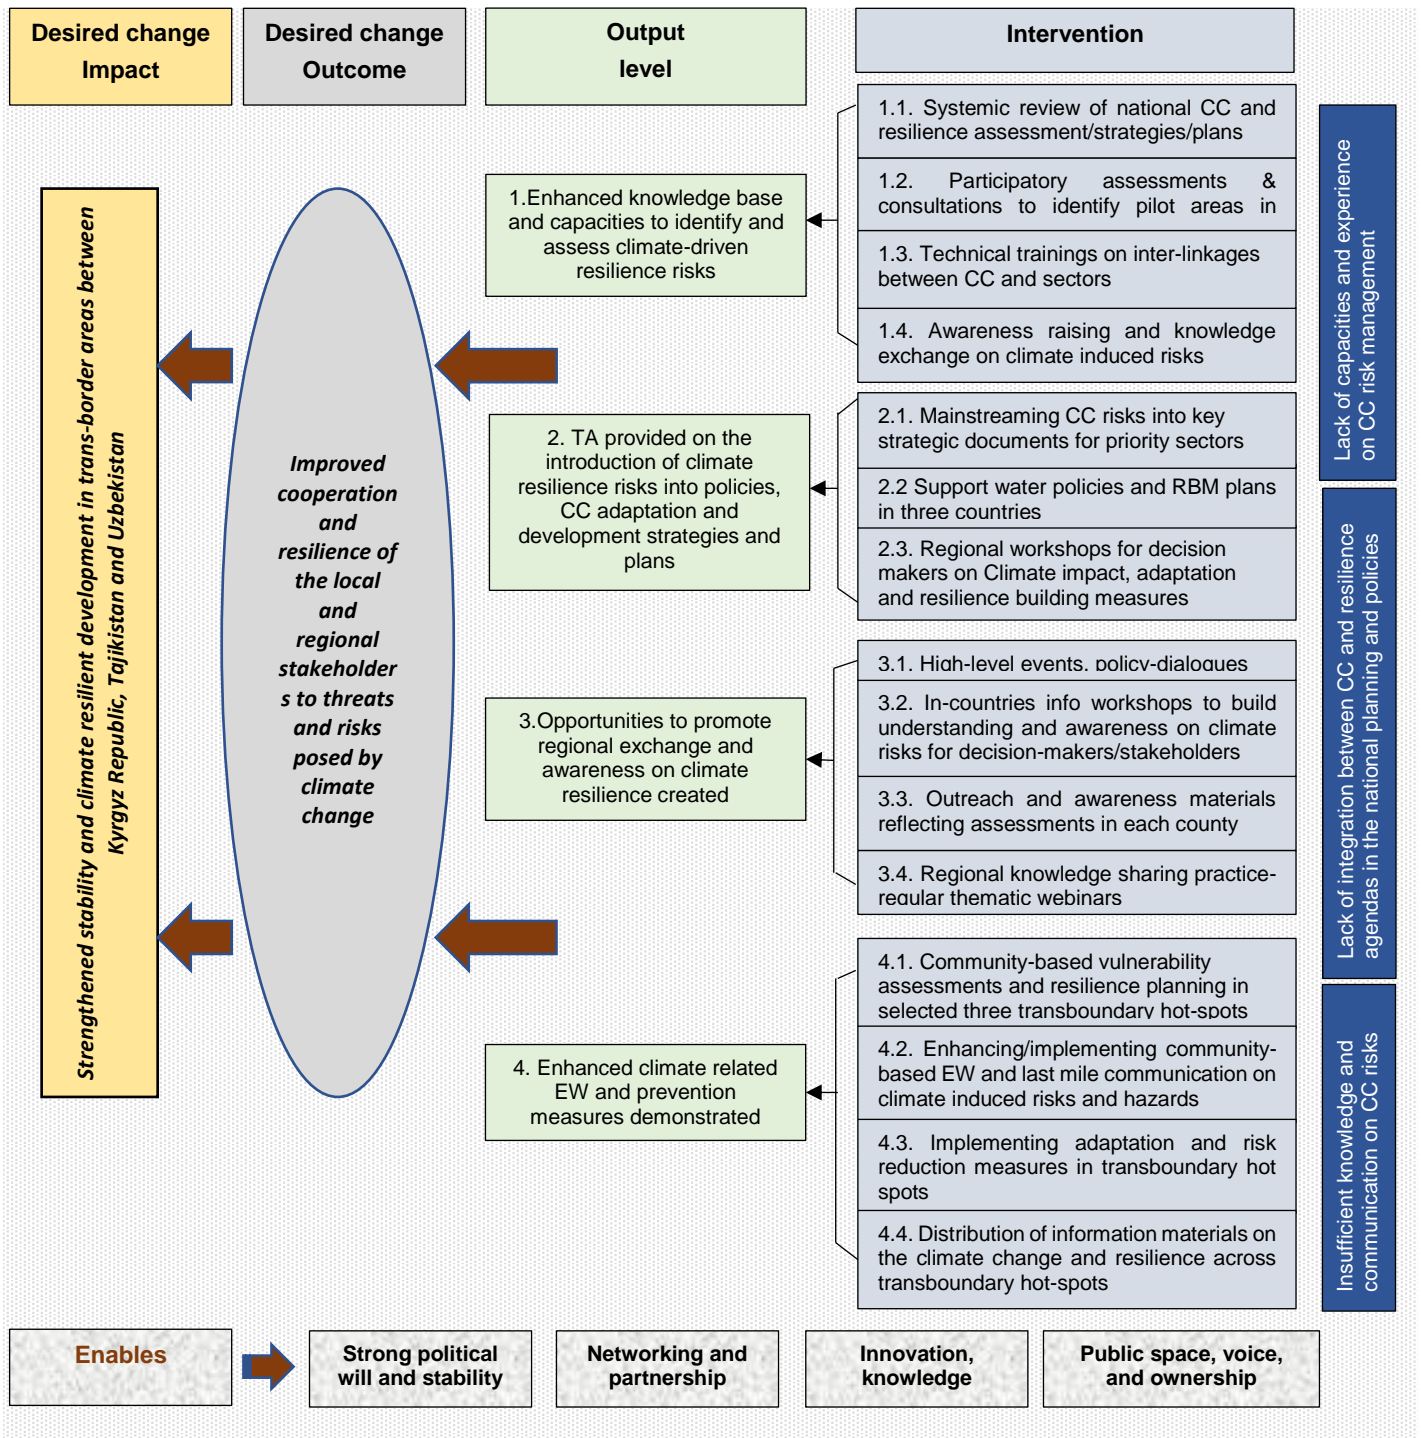 Desired change
Impact
Desired change
Outcome
Output
level
Intervention
Strengthened stability and climate resilient development in trans-border areas between
Kyrgyz Republic, Tajikistan and Uzbekistan
Improved
cooperation
and
resilience of
the local
and
regional
stakeholder
s to threats
and risks
posed by
climate
change
1.Enhanced knowledge base
and capacities to identify and
assess climate-driven
resilience risks
1.1. Systemic review of national CC and
resilience assessment/strategies/plans
1.2. Participatory assessments &
consultations to identify pilot areas in
1.3. Technical trainings on inter-linkages
between CC and sectors
1.4. Awareness raising and knowledge
exchange on climate induced risks
2. TA provided on the
introduction of climate
resilience risks into policies,
CC adaptation and
development strategies and
plans
2.1. Mainstreaming CC risks into key
strategic documents for priority sectors
2.2 Support water policies and RBM plans
in three countries
2.3. Regional workshops for decision
makers on Climate impact, adaptation
and resilience building measures
3.Opportunities to promote
regional exchange and
awareness on climate
resilience created
3.1. High-level events, policy-dialogues
3.2. In-countries info workshops to build
understanding and awareness on climate
risks for decision-makers/stakeholders
3.3. Outreach and awareness materials
reflecting assessments in each county
3.4. Regional knowledge sharing practice-
regular thematic webinars
4. Enhanced climate related
EW and prevention
measures demonstrated
4.1. Community-based vulnerability
assessments and resilience planning in
selected three transboundary hot-spots
4.2. Enhancing/implementing community-
based EW and last mile communication on
climate induced risks and hazards
4.3. Implementing adaptation and risk
reduction measures in transboundary hot
spots
4.4. Distribution of information materials on
the climate change and resilience across
transboundary hot-spots
Lack of capacities and experience
on CC risk management
Lack of integration between CC and resilience
agendas in the national planning and policies
Insufficient knowledge and
communication on CC risks
Enables
Strong political
will and stability
Networking and
partnership
Innovation,
knowledge
Public space, voice,
and ownership